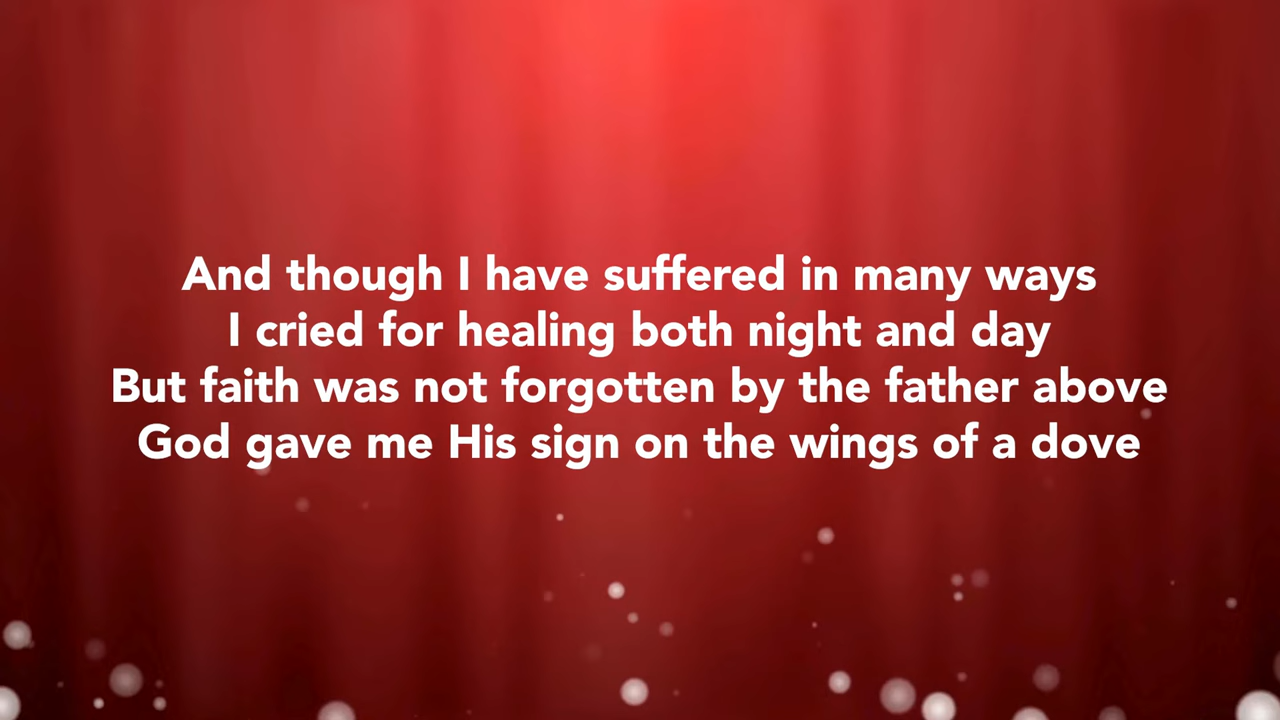 And though I have suffered in many ways
I cried for healing both night and day
But faith was not forgotten by the father above
God gave me His sign on the wings of a dove